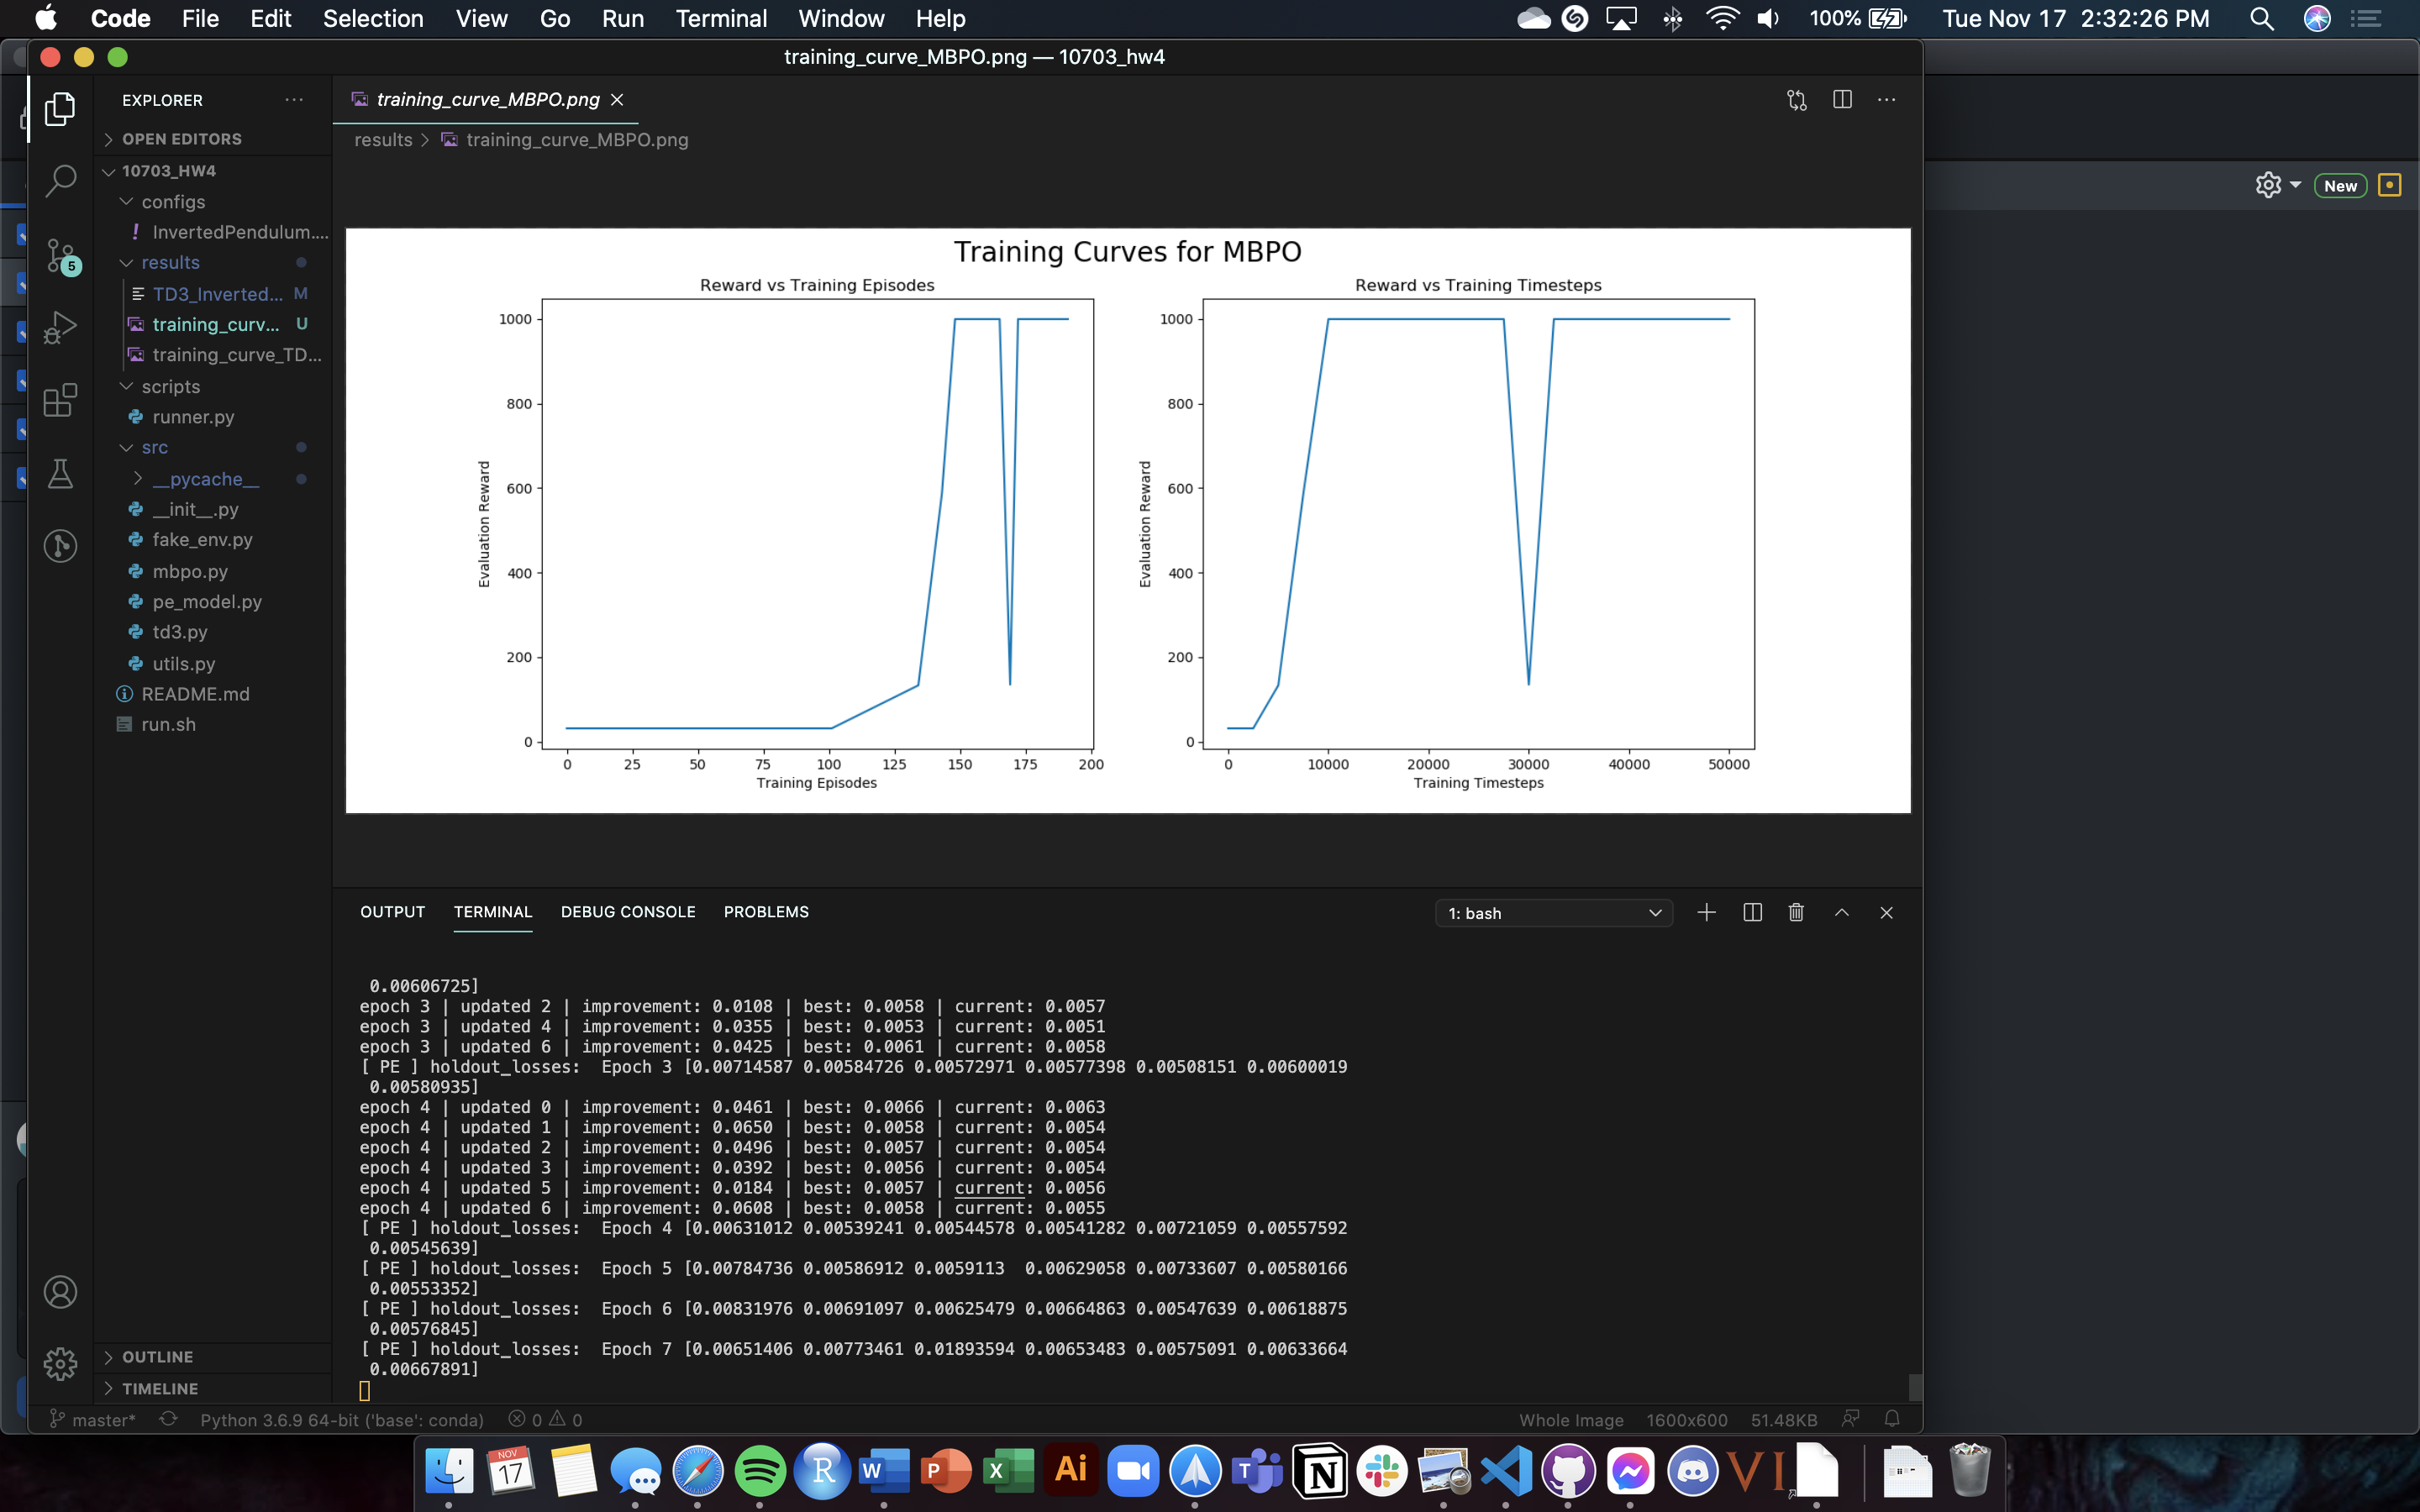 Code File Edit Selection View Go Run Terminal Window Help 100% Tue Nov 17 2:32:26 PM
training_curve_MBPO.png — 10703_hw4
New
EXPLORER
OPEN EDITORS
10703_HW4
configs
! InvertedPendulum....
results
TD3_Inverted... M
training_curv... U
training_curve_TD...
scripts
runner.py
src
__pycache__
__init__.py
fake_env.py
mbpo.py
pe_model.py
td3.py
utils.py
README.md
run.sh
OUTLINE
TIMELINE
5
training_curve_MBPO.png
results > training_curve_MBPO.png
Training Curves for MBPO
Reward vs Training Episodes
Evaluation Reward
1000
800
600
400
200
0
0 25 50 75 100 125 150 175 200
Training Episodes
Reward vs Training Timesteps
Evaluation Reward
1000
800
600
400
200
0
0 10000 20000 30000 40000 50000
Training Timesteps
OUTPUT TERMINAL DEBUG CONSOLE PROBLEMS 1: bash
0.00606725]
epoch 3 | updated 2 | improvement: 0.0108 | best: 0.0058 | current: 0.0057
epoch 3 | updated 4 | improvement: 0.0355 | best: 0.0053 | current: 0.0051
epoch 3 | updated 6 | improvement: 0.0425 | best: 0.0061 | current: 0.0058
[ PE ] holdout_losses: Epoch 3 [0.00714587 0.00584726 0.00572971 0.00577398 0.00508151 0.00600019
0.00580935]
epoch 4 | updated 0 | improvement: 0.0461 | best: 0.0066 | current: 0.0063
epoch 4 | updated 1 | improvement: 0.0650 | best: 0.0058 | current: 0.0054
epoch 4 | updated 2 | improvement: 0.0496 | best: 0.0057 | current: 0.0054
epoch 4 | updated 3 | improvement: 0.0392 | best: 0.0056 | current: 0.0054
epoch 4 | updated 5 | improvement: 0.0184 | best: 0.0057 | current: 0.0056
epoch 4 | updated 6 | improvement: 0.0608 | best: 0.0058 | current: 0.0055
[ PE ] holdout_losses: Epoch 4 [0.00631012 0.00539241 0.00544578 0.00541282 0.00721059 0.00557592
0.00545639]
[ PE ] holdout_losses: Epoch 5 [0.00784736 0.00586912 0.0059113 0.00629058 0.00733607 0.00580166
0.00553352]
[ PE ] holdout_losses: Epoch 6 [0.00831976 0.00691097 0.00625479 0.00664863 0.00547639 0.00618875
0.00576845]
[ PE ] holdout_losses: Epoch 7 [0.00651406 0.00773461 0.01893594 0.00653483 0.00575091 0.00633664
0.00667891]
master* Python 3.6.9 64-bit ('base': conda) 0 0 Whole Image 1600x600 51.48KB
NOV
17
R W P X Ai T N VI